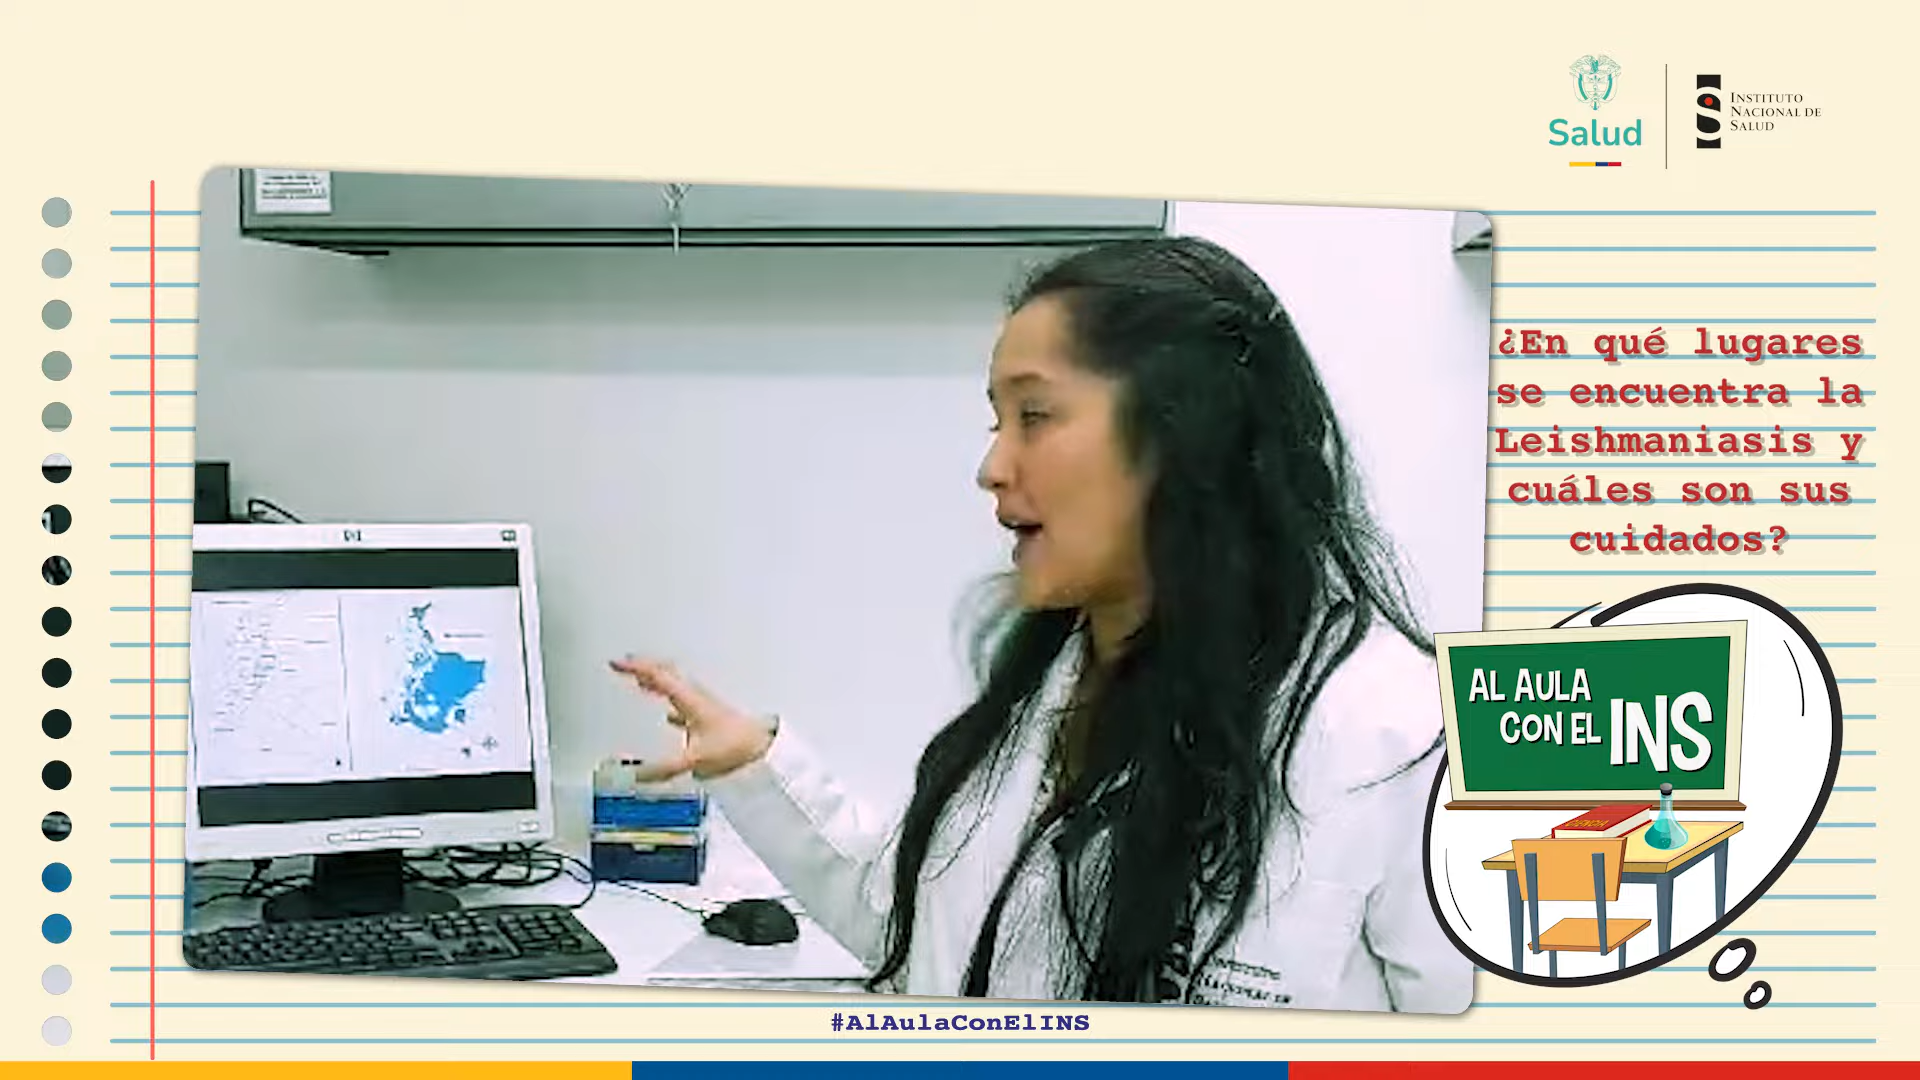 Salud
INSTITUTO
NACIONAL DE
SALUD
¿En qué lugares
se encuentra la
Leishmaniasis y
cuáles son sus
cuidados?
AL AULA
CON EL INS
CIENCIA
#AlAulaConElINS